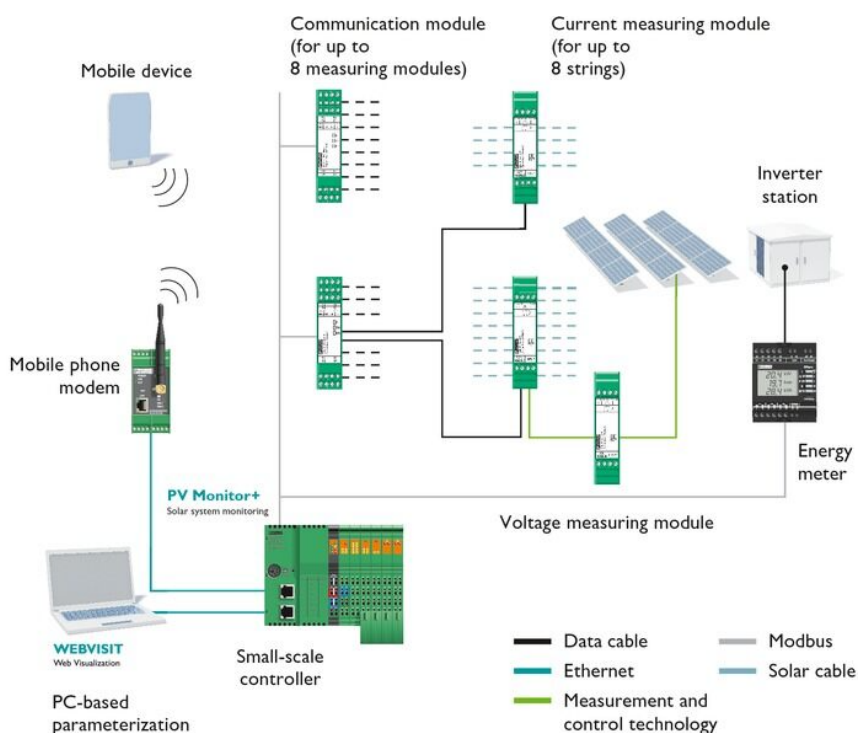 Communication module
(for up to
8 measuring modules)
Current measuring module
(for up to
8 strings)
Mobile device
Inverter
station
Mobile phone
modem
Energy
meter
PV Monitor+
Solar system monitoring
Voltage measuring module
WEBVISIT
Web Visualization
Small-scale
controller
PC-based
parameterization
Data cable
Ethernet
Measurement and
control technology
Modbus
Solar cable